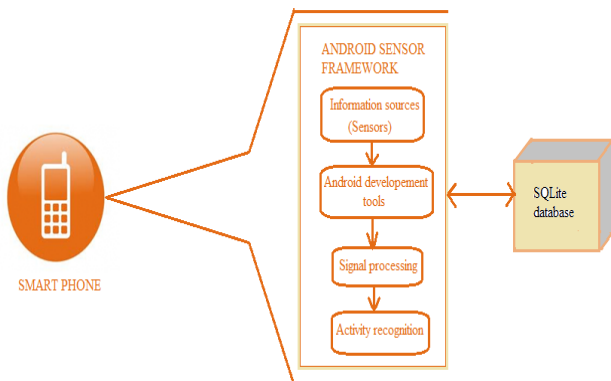 ANDROID SENSOR
FRAMEWORK
Information sources
(Sensors)
Android developement
tools
Signal processing
Activity recognition
SQLite
database
SMART PHONE